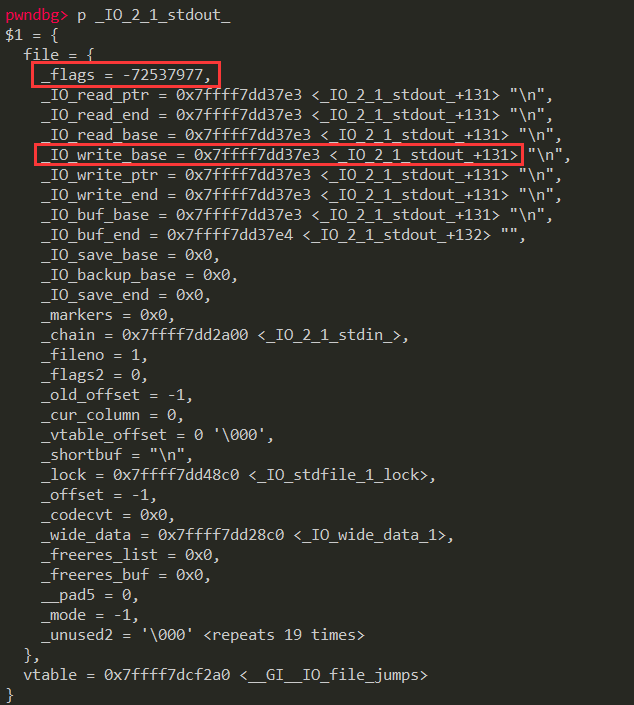 pwndbg> p _IO_2_1_stdout_
$1 = {
  file = {
    _flags = -72537977,
    _IO_read_ptr = 0x7ffff7dd37e3 <_IO_2_1_stdout_+131> "\n",
    _IO_read_end = 0x7ffff7dd37e3 <_IO_2_1_stdout_+131> "\n",
    _IO_read_base = 0x7ffff7dd37e3 <_IO_2_1_stdout_+131> "\n",
    _IO_write_base = 0x7ffff7dd37e3 <_IO_2_1_stdout_+131> "\n",
    _IO_write_ptr = 0x7ffff7dd37e3 <_IO_2_1_stdout_+131> "\n",
    _IO_write_end = 0x7ffff7dd37e3 <_IO_2_1_stdout_+131> "\n",
    _IO_buf_base = 0x7ffff7dd37e3 <_IO_2_1_stdout_+131> "\n",
    _IO_buf_end = 0x7ffff7dd37e4 <_IO_2_1_stdout_+132> "",
    _IO_save_base = 0x0,
    _IO_backup_base = 0x0,
    _IO_save_end = 0x0,
    _markers = 0x0,
    _chain = 0x7ffff7dd2a00 <_IO_2_1_stdin_>,
    _fileno = 1,
    _flags2 = 0,
    _old_offset = -1,
    _cur_column = 0,
    _vtable_offset = 0 '\000',
    _shortbuf = "\n",
    _lock = 0x7ffff7dd48c0 <_IO_stdfile_1_lock>,
    _offset = -1,
    _codecvt = 0x0,
    _wide_data = 0x7ffff7dd28c0 <_IO_wide_data_1>,
    _freeres_list = 0x0,
    _freeres_buf = 0x0,
    __pad5 = 0,
    _mode = -1,
    _unused2 = '\000' <repeats 19 times>
  },
  vtable = 0x7ffff7dcf2a0 <__GI__IO_file_jumps>
}